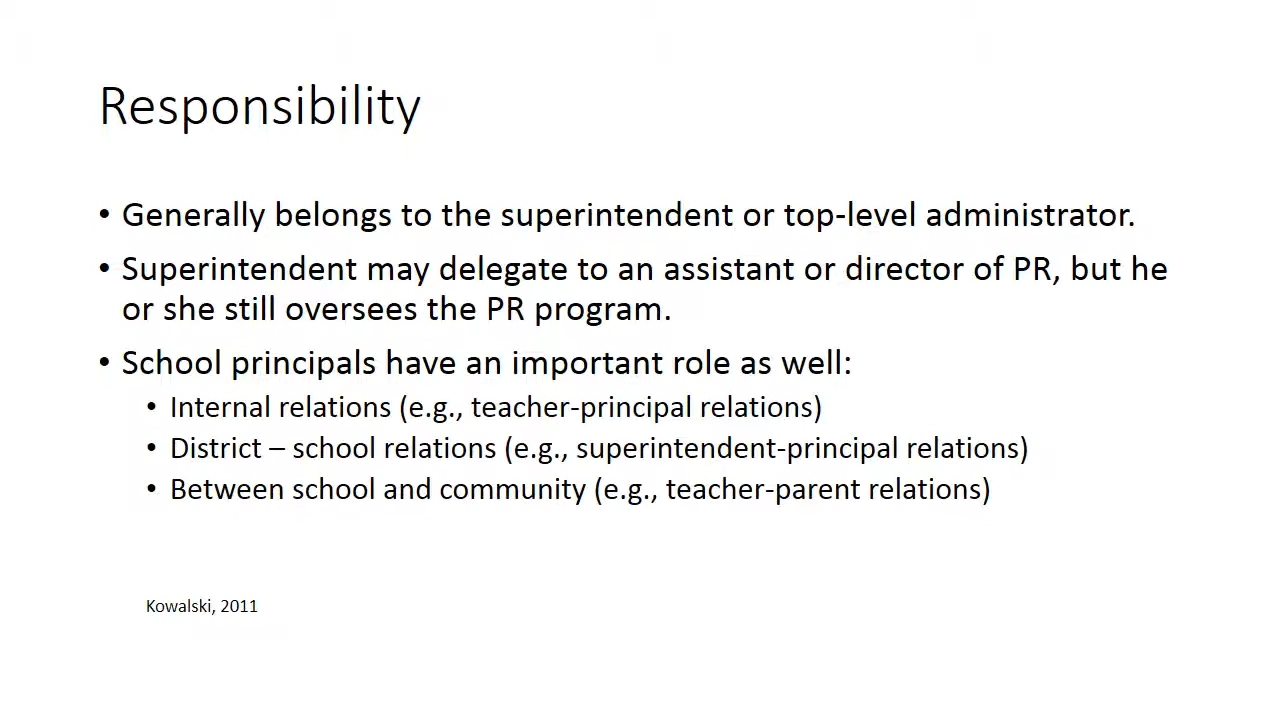 Responsibility
• Generally belongs to the superintendent or top-level administrator.
• Superintendent may delegate to an assistant or director of PR, but he
or she still oversees the PR program.
• School principals have an important role as well:
• Internal relations (e.g., teacher-principal relations)
• District – school relations (e.g., superintendent-principal relations)
• Between school and community (e.g., teacher-parent relations)
Kowalski, 2011